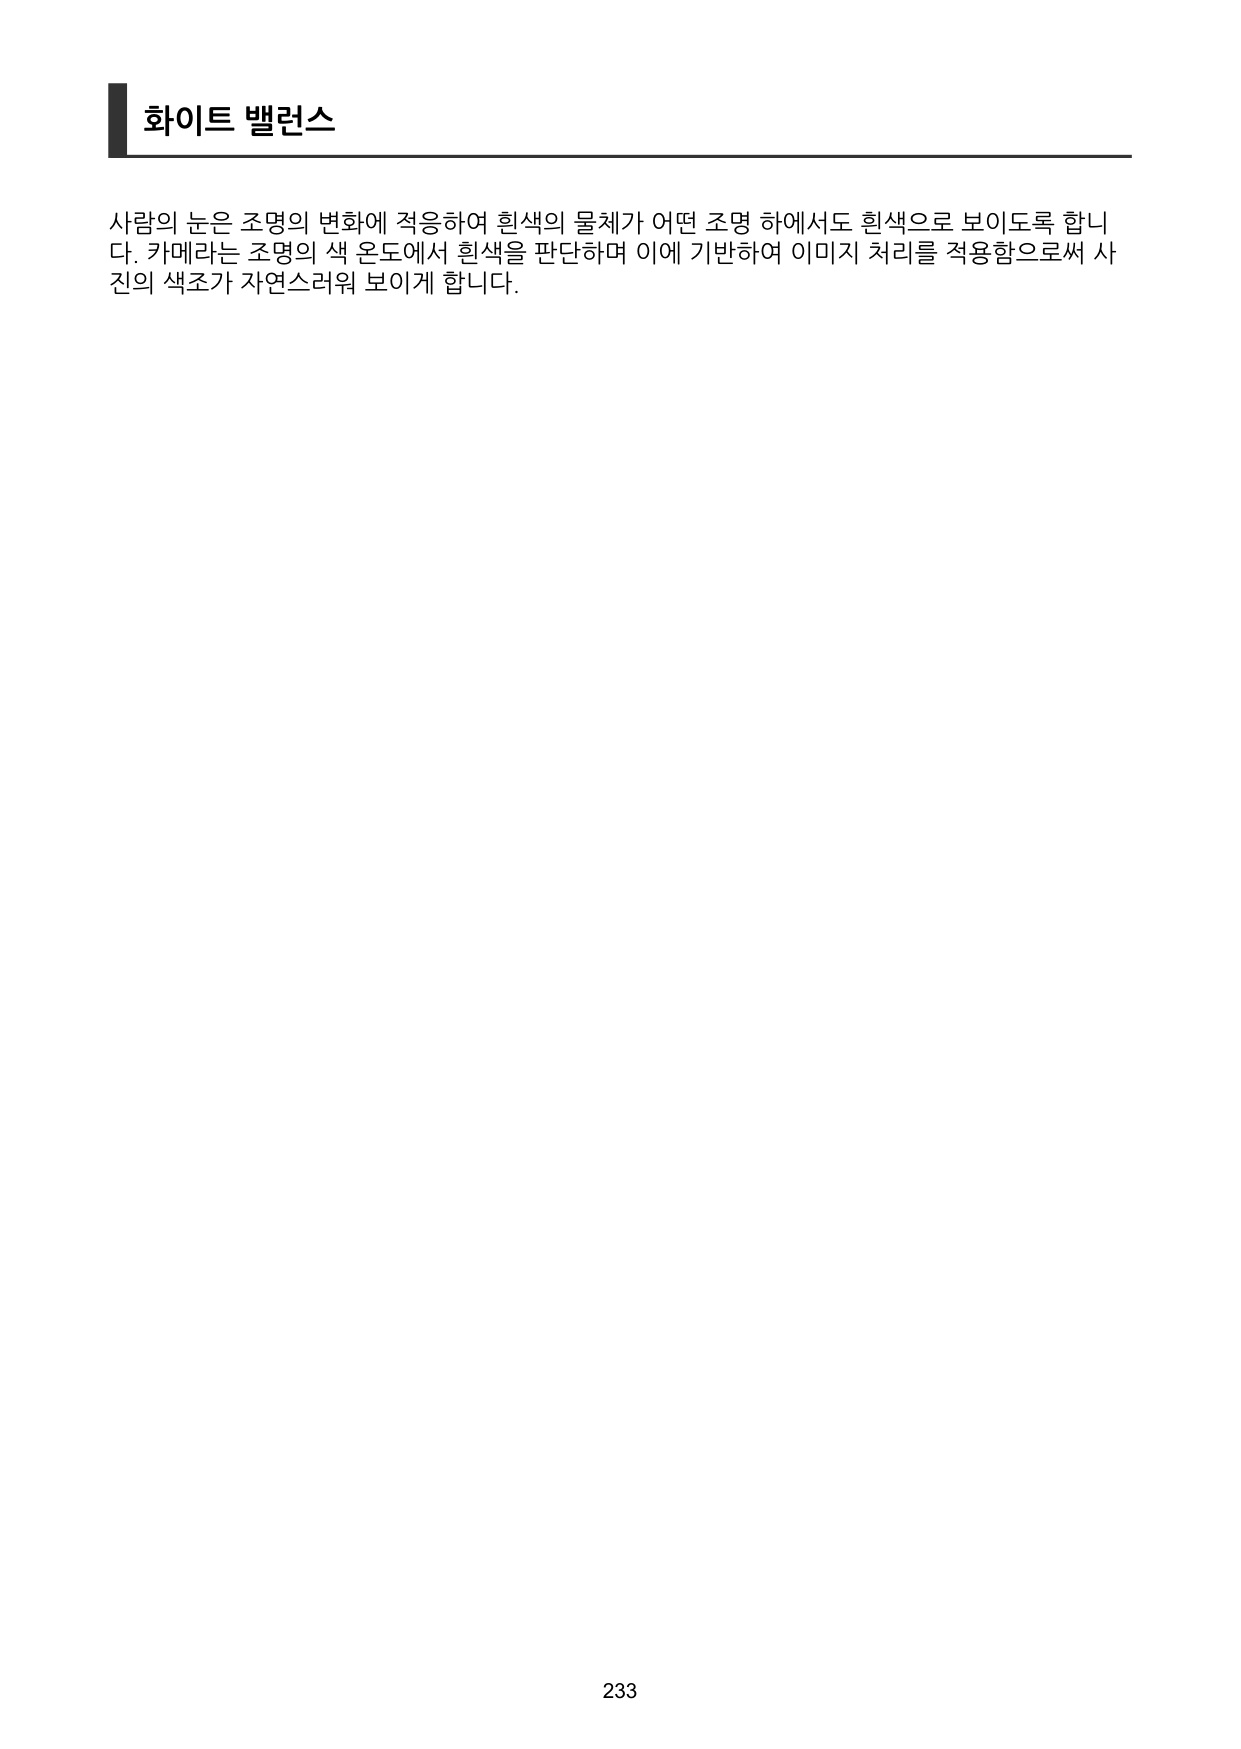 화이트 밸런스
사람의 눈은 조명의 변화에 적응하여 흰색의 물체가 어떤 조명 하에서도 흰색으로 보이도록 합니
다. 카메라는 조명의 색 온도에서 흰색을 판단하며 이에 기반하여 이미지 처리를 적용함으로써 사
진의 색조가 자연스러워 보이게 합니다.
233